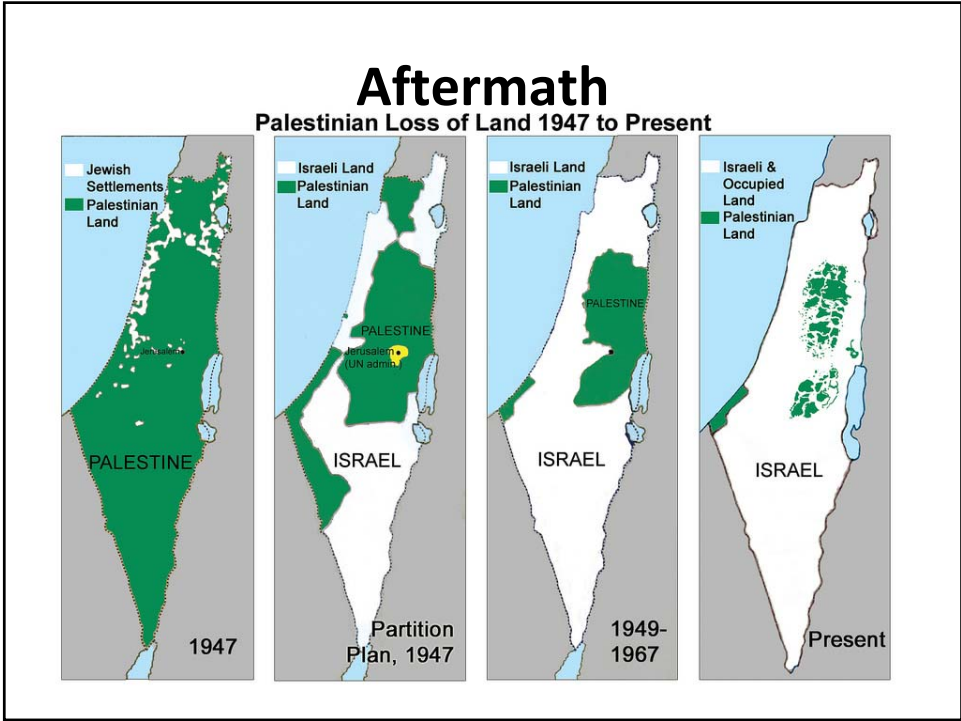 Aftermath
Palestinian Loss of Land 1947 to Present
Jewish
Settlements
Palestinian
Land
Jerusalem
PALESTINE
1947
Israeli Land
Palestinian
Land
PALESTINE
Jerusalem
(UN admin.)
ISRAEL
Partition
Plan, 1947
Israeli Land
Palestinian
Land
PALESTINE
ISRAEL
1949-
1967
Israeli &
Occupied
Land
Palestinian
Land
ISRAEL
Present